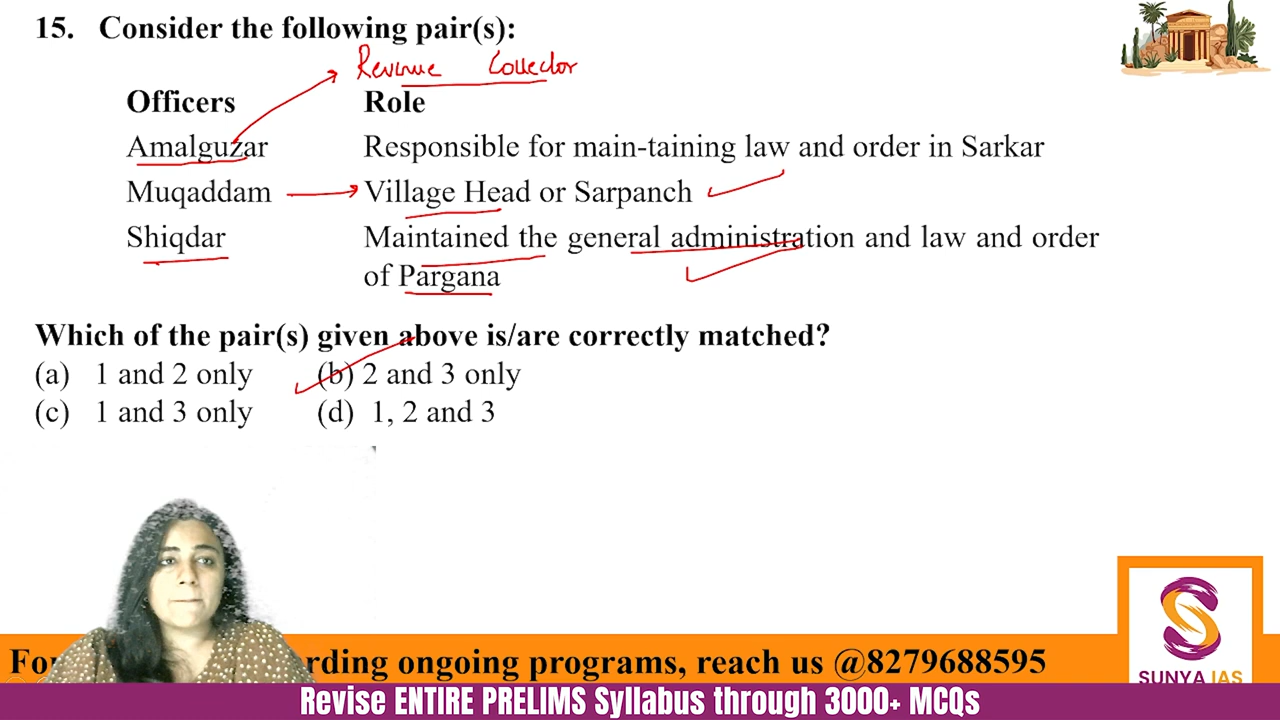 15. Consider the following pair(s):
Revenue Collector
Officers Role
Amalguzar Responsible for main-taining law and order in Sarkar
Muqaddam Village Head or Sarpanch
Shiqdar Maintained the general administration and law and order
of Pargana
Which of the pair(s) given above is/are correctly matched?
(a) 1 and 2 only (b) 2 and 3 only
(c) 1 and 3 only (d) 1, 2 and 3
rding ongoing programs, reach us @8279688595
SUNYA IAS
Revise ENTIRE PRELIMS Syllabus through 3000+ MCQs